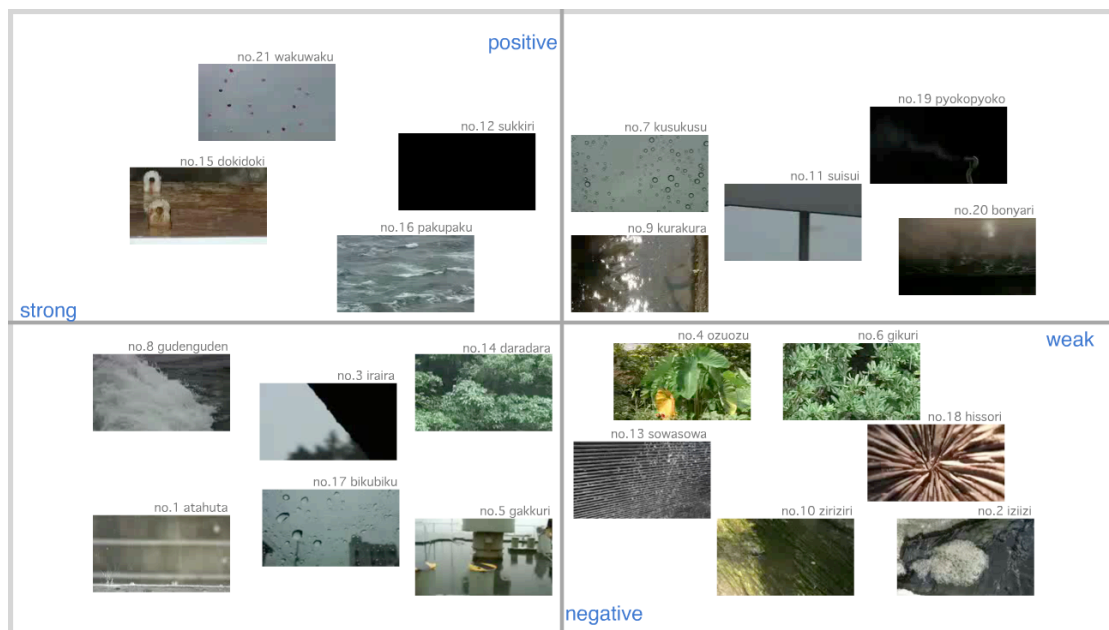 positive
no.21 wakuwaku
no.12 sukkiri
no.15 dokidoki
no.16 pakupaku
strong
no.19 pyokopyoko
no.7 kusukusu
no.11 suisui
no.20 bonyari
no.9 kurakura
no.8 gudenguden
no.14 daradara
no.3 iraira
no.17 bikubiku
no.1 atahuta
no.5 gakkuri
weak
no.4 ozuozu
no.6 gikuri
no.18 hissori
no.13 sowasowa
no.10 ziriziri
no.2 iziizi
negative